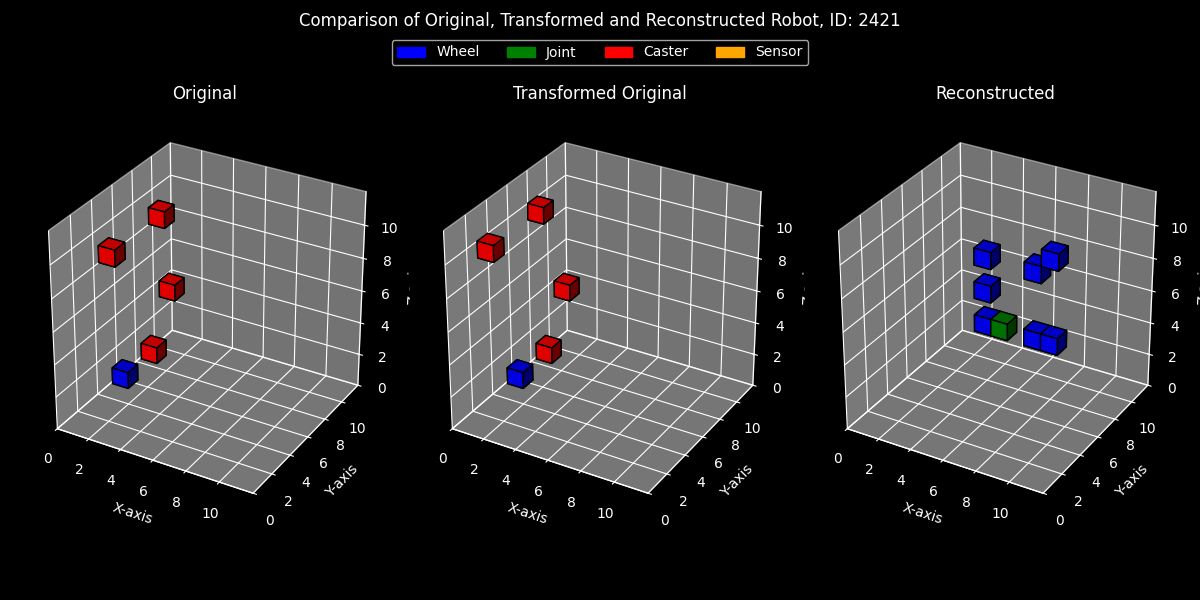 Comparison of Original, Transformed and Reconstructed Robot, ID: 2421
Wheel Joint Caster Sensor
Original Transformed Original Reconstructed
10 10 10
8 8 8
6 6 6
4 4 4
2 2 2
0 0 0
0 2 4 6 8 10 0 2 4 6 8 10 0 2 4 6 8 10
0 2 4 6 8 10 0 2 4 6 8 10 0 2 4 6 8 10
X-axis Y-axis X-axis Y-axis X-axis Y-axis